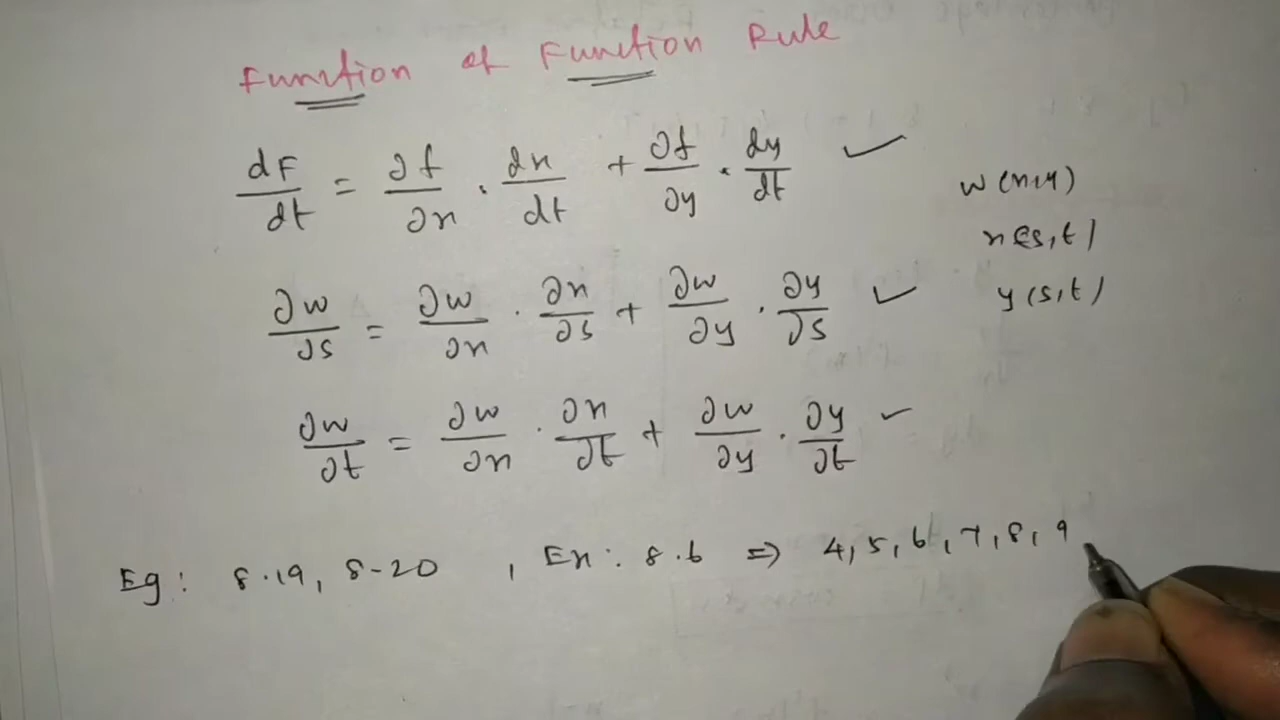 Function of Function Rule
dF/dt = ∂f/∂x · dx/dt + ∂f/∂y · dy/dt ✓
w(x,y)
x(s,t)
y(s,t)
∂w/∂s = ∂w/∂x · ∂x/∂s + ∂w/∂y · ∂y/∂s ✓
∂w/∂t = ∂w/∂x · ∂x/∂t + ∂w/∂y · ∂y/∂t ✓
Eg: 8.19, 8-20 , Ex: 8.6 ⇒ 4, 5, 6, 7, 8, 9